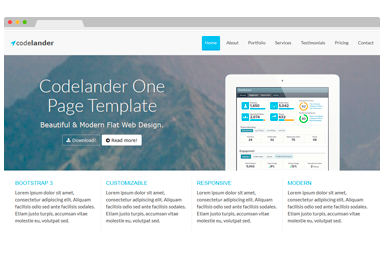 codelander
Home About Portfolio Services Testimonials Pricing Contact
Codelander One
Page Template
Beautiful & Modern Flat Web Design.
Download! Read more!
Dashboard
Engagement
BOOTSTRAP 3
Lorem ipsum dolor sit amet,
consectetur adipiscing elit. Aliquam
facilisis odio sed ante facilisis sodales.
Etiam justo turpis, accumsan vitae
molestie eu, volutpat sed.
CUSTOMIZABLE
Lorem ipsum dolor sit amet,
consectetur adipiscing elit. Aliquam
facilisis odio sed ante facilisis sodales.
Etiam justo turpis, accumsan vitae
molestie eu, volutpat sed.
RESPONSIVE
Lorem ipsum dolor sit amet,
consectetur adipiscing elit. Aliquam
facilisis odio sed ante facilisis sodales.
Etiam justo turpis, accumsan vitae
molestie eu, volutpat sed.
MODERN
Lorem ipsum dolor sit amet,
consectetur adipiscing elit. Aliquam
facilisis odio sed ante facilisis sodales.
Etiam justo turpis, accumsan vitae
molestie eu, volutpat sed.